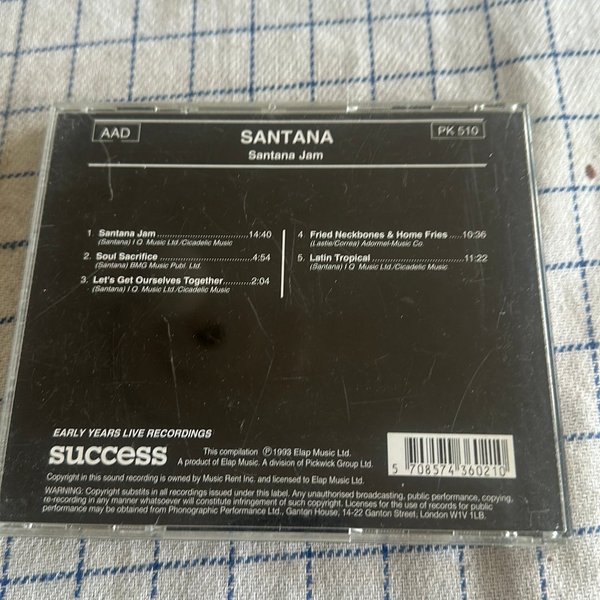 AAD
SANTANA
PK 510
Santana Jam
1. Santana Jam..............................14:40
(Santana) I.Q. Music Ltd./Cicadelic Music
2. Soul Sacrifice..............................4:54
(Santana) BMG Music Publ. Ltd.
3. Let's Get Ourselves Together..........2:04
(Santana) I.Q. Music Ltd./Cicadelic Music
4. Fried Neckbones & Home Fries.....10:36
(Lastie/Correa) Adormel-Music Co.
5. Latin Tropical..............................11:22
(Santana) I.Q. Music Ltd./Cicadelic Music
EARLY YEARS LIVE RECORDINGS
success
This compilation ℗ 1993 Elap Music Ltd.
A product of Elap Music. A division of Pickwick Group Ltd.
5 708574 360210
Copyright in this sound recording is owned by Music Rent Inc. and licensed to Elap Music Ltd.
WARNING: Copyright substits in all recordings issued under this label. Any unauthorised broadcasting, public performance, copying,
re-recording in any manner whatsoever will constitute infringement of such copyright. Licenses for the use of records for public
performance may be obtained from Phonographic Performance Ltd., Ganton House, 14-22 Ganton Street, London W1V 1LB.